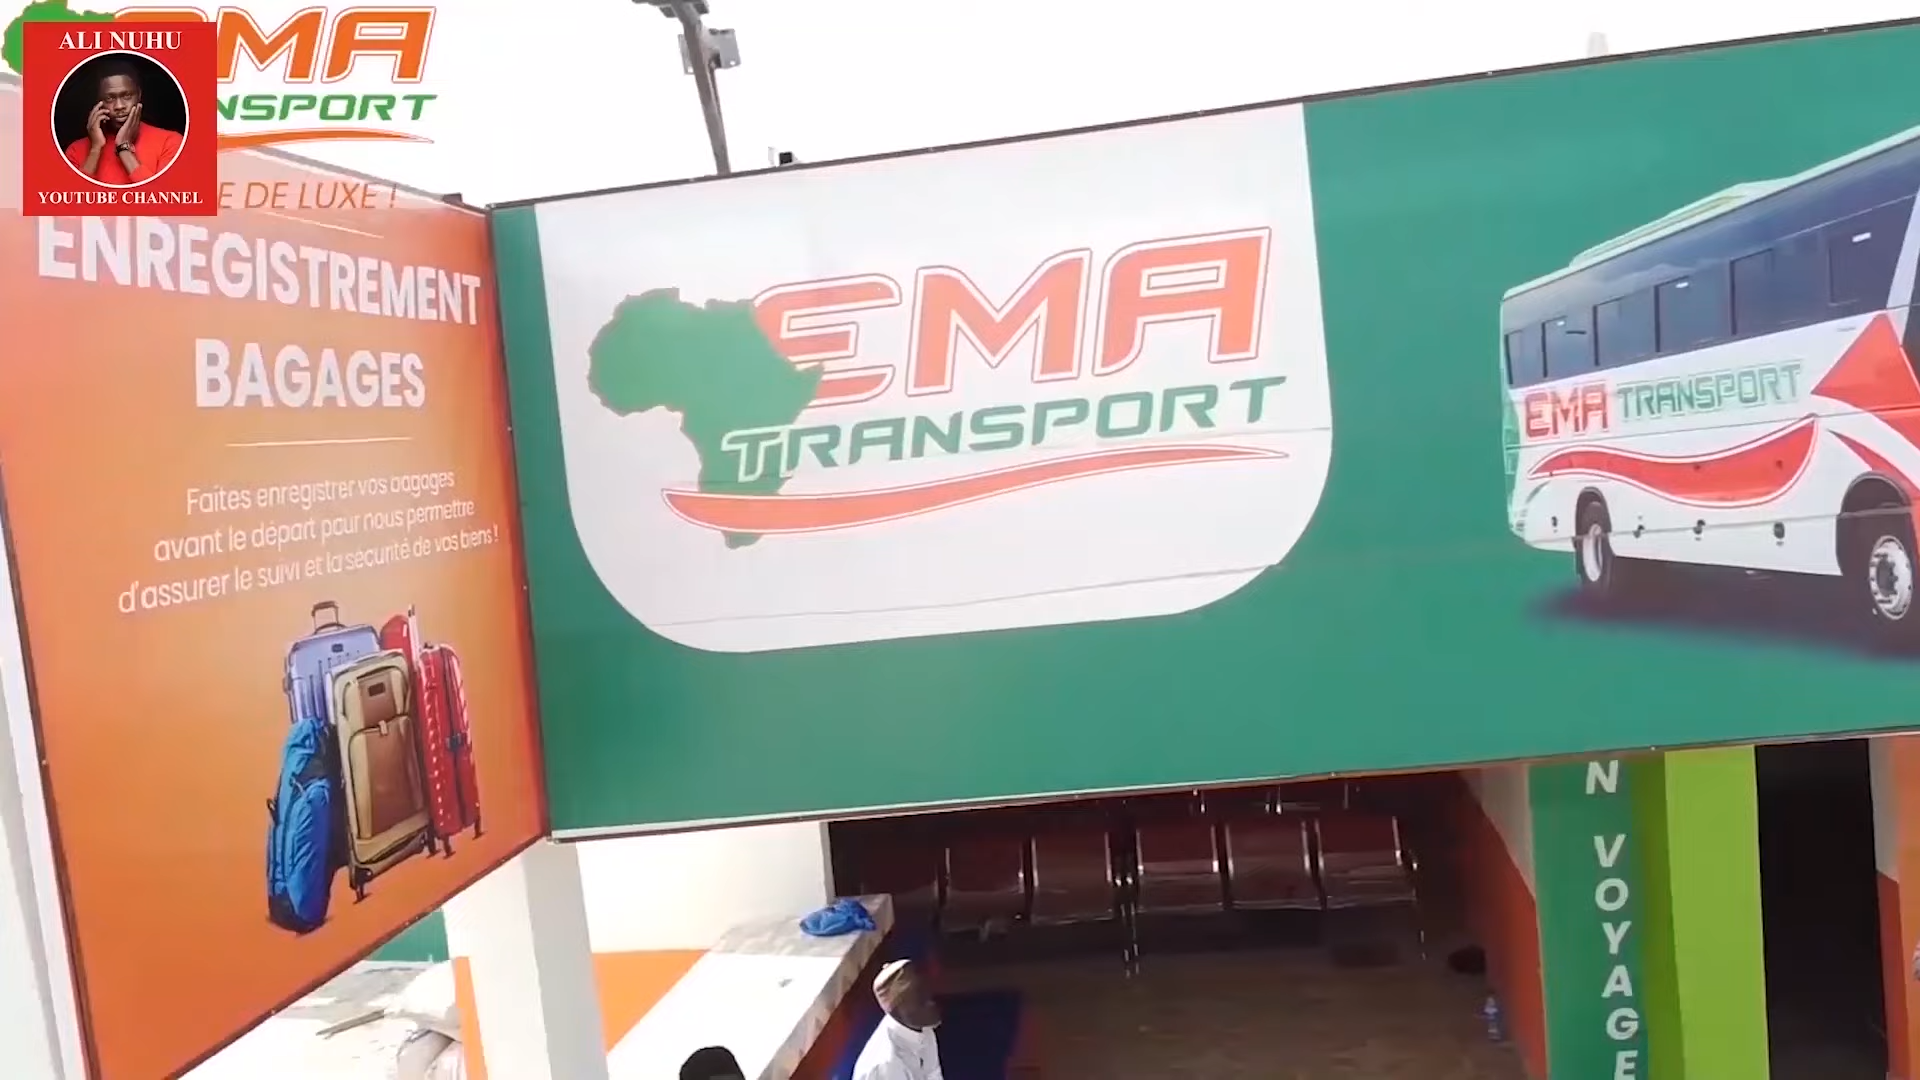 ALI NUHU
YOUTUBE CHANNEL
EMA
NSPORT
E DE LUXE !
ENREGISTREMENT
BAGAGES
Faites enregistrer vos bagages
avant le départ pour nous permettre
d'assurer le suivi et la sécurité de vos biens !
EMA
TRANSPORT
EMA TRANSPORT
N VOYAGE